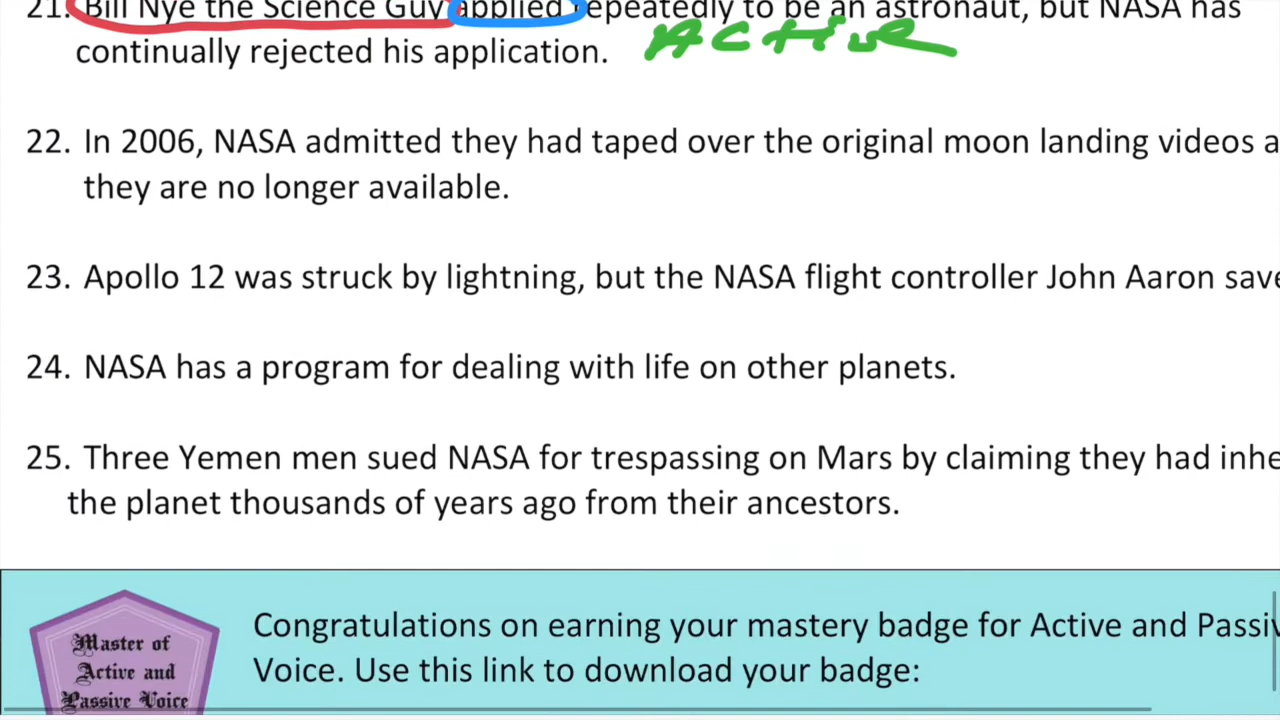 21. Bill Nye the Science Guy applied repeatedly to be an astronaut, but NASA has
continually rejected his application. Active
22. In 2006, NASA admitted they had taped over the original moon landing videos a
they are no longer available.
23. Apollo 12 was struck by lightning, but the NASA flight controller John Aaron save
24. NASA has a program for dealing with life on other planets.
25. Three Yemen men sued NASA for trespassing on Mars by claiming they had inhe
the planet thousands of years ago from their ancestors.
Congratulations on earning your mastery badge for Active and Passiv
Voice. Use this link to download your badge:
Master of
Active and
Passive Voice